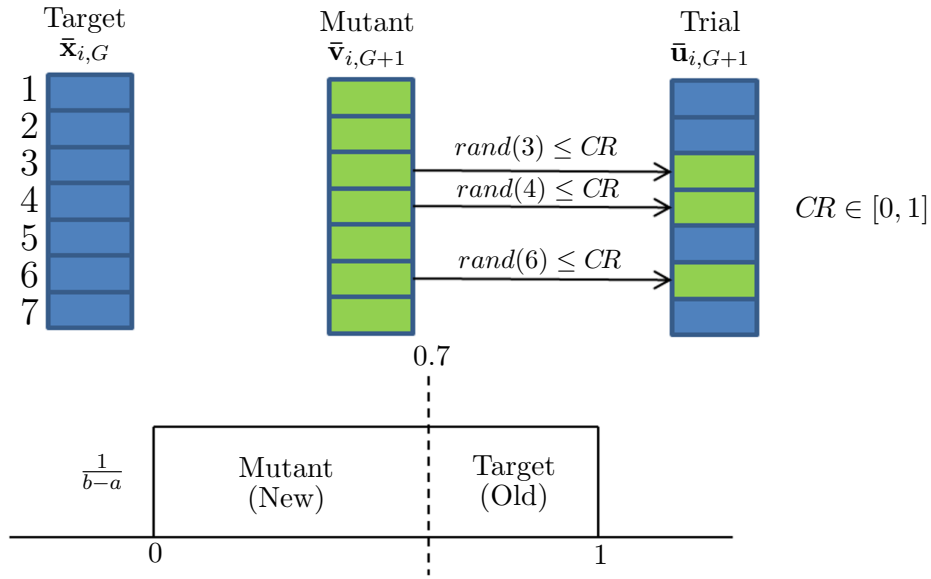 Target
x̄_{i,G}
Mutant
v̄_{i,G+1}
Trial
ū_{i,G+1}
1
2
3
4
5
6
7
rand(3) ≤ CR
rand(4) ≤ CR
rand(6) ≤ CR
CR ∈ [0, 1]
0.7
1/(b−a)
Mutant
(New)
Target
(Old)
0
1